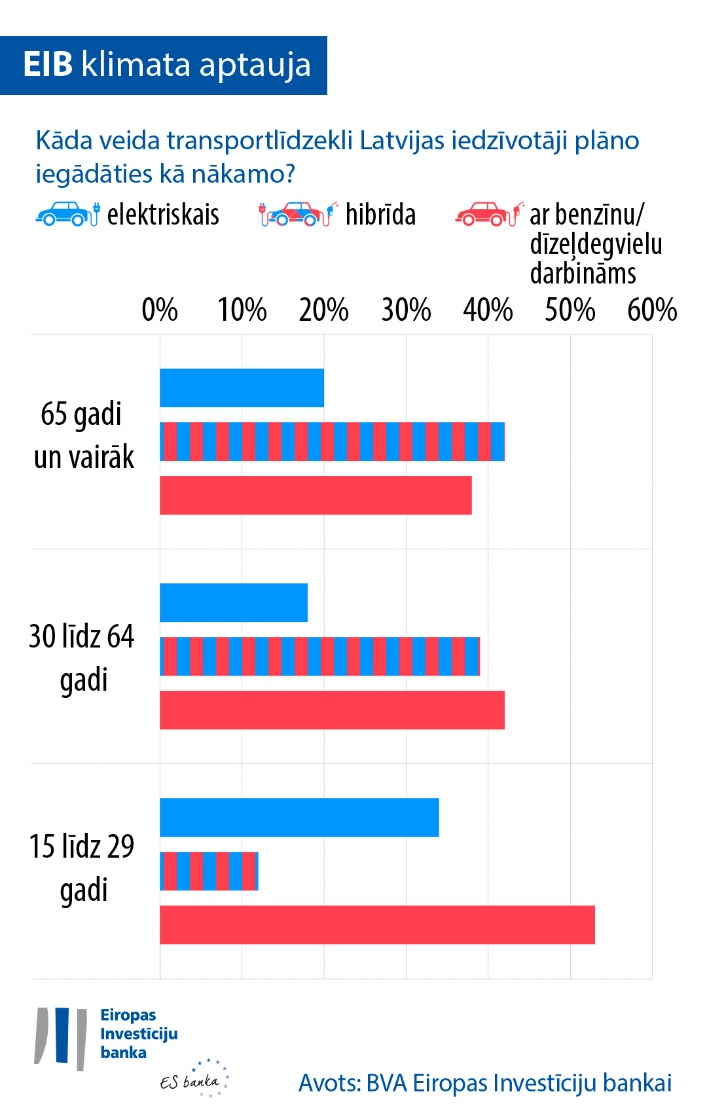 EIB klimata aptauja
Kāda veida transportlīdzekli Latvijas iedzīvotāji plāno
iegādāties kā nākamo?
elektriskais
hibrīda
ar benzīnu/
dīzeļdegvielu
darbināms
0% 10% 20% 30% 40% 50% 60%
65 gadi
un vairāk
30 līdz 64
gadi
15 līdz 29
gadi
Eiropas
Investīciju
banka
ES banka
Avots: BVA Eiropas Investīciju bankai